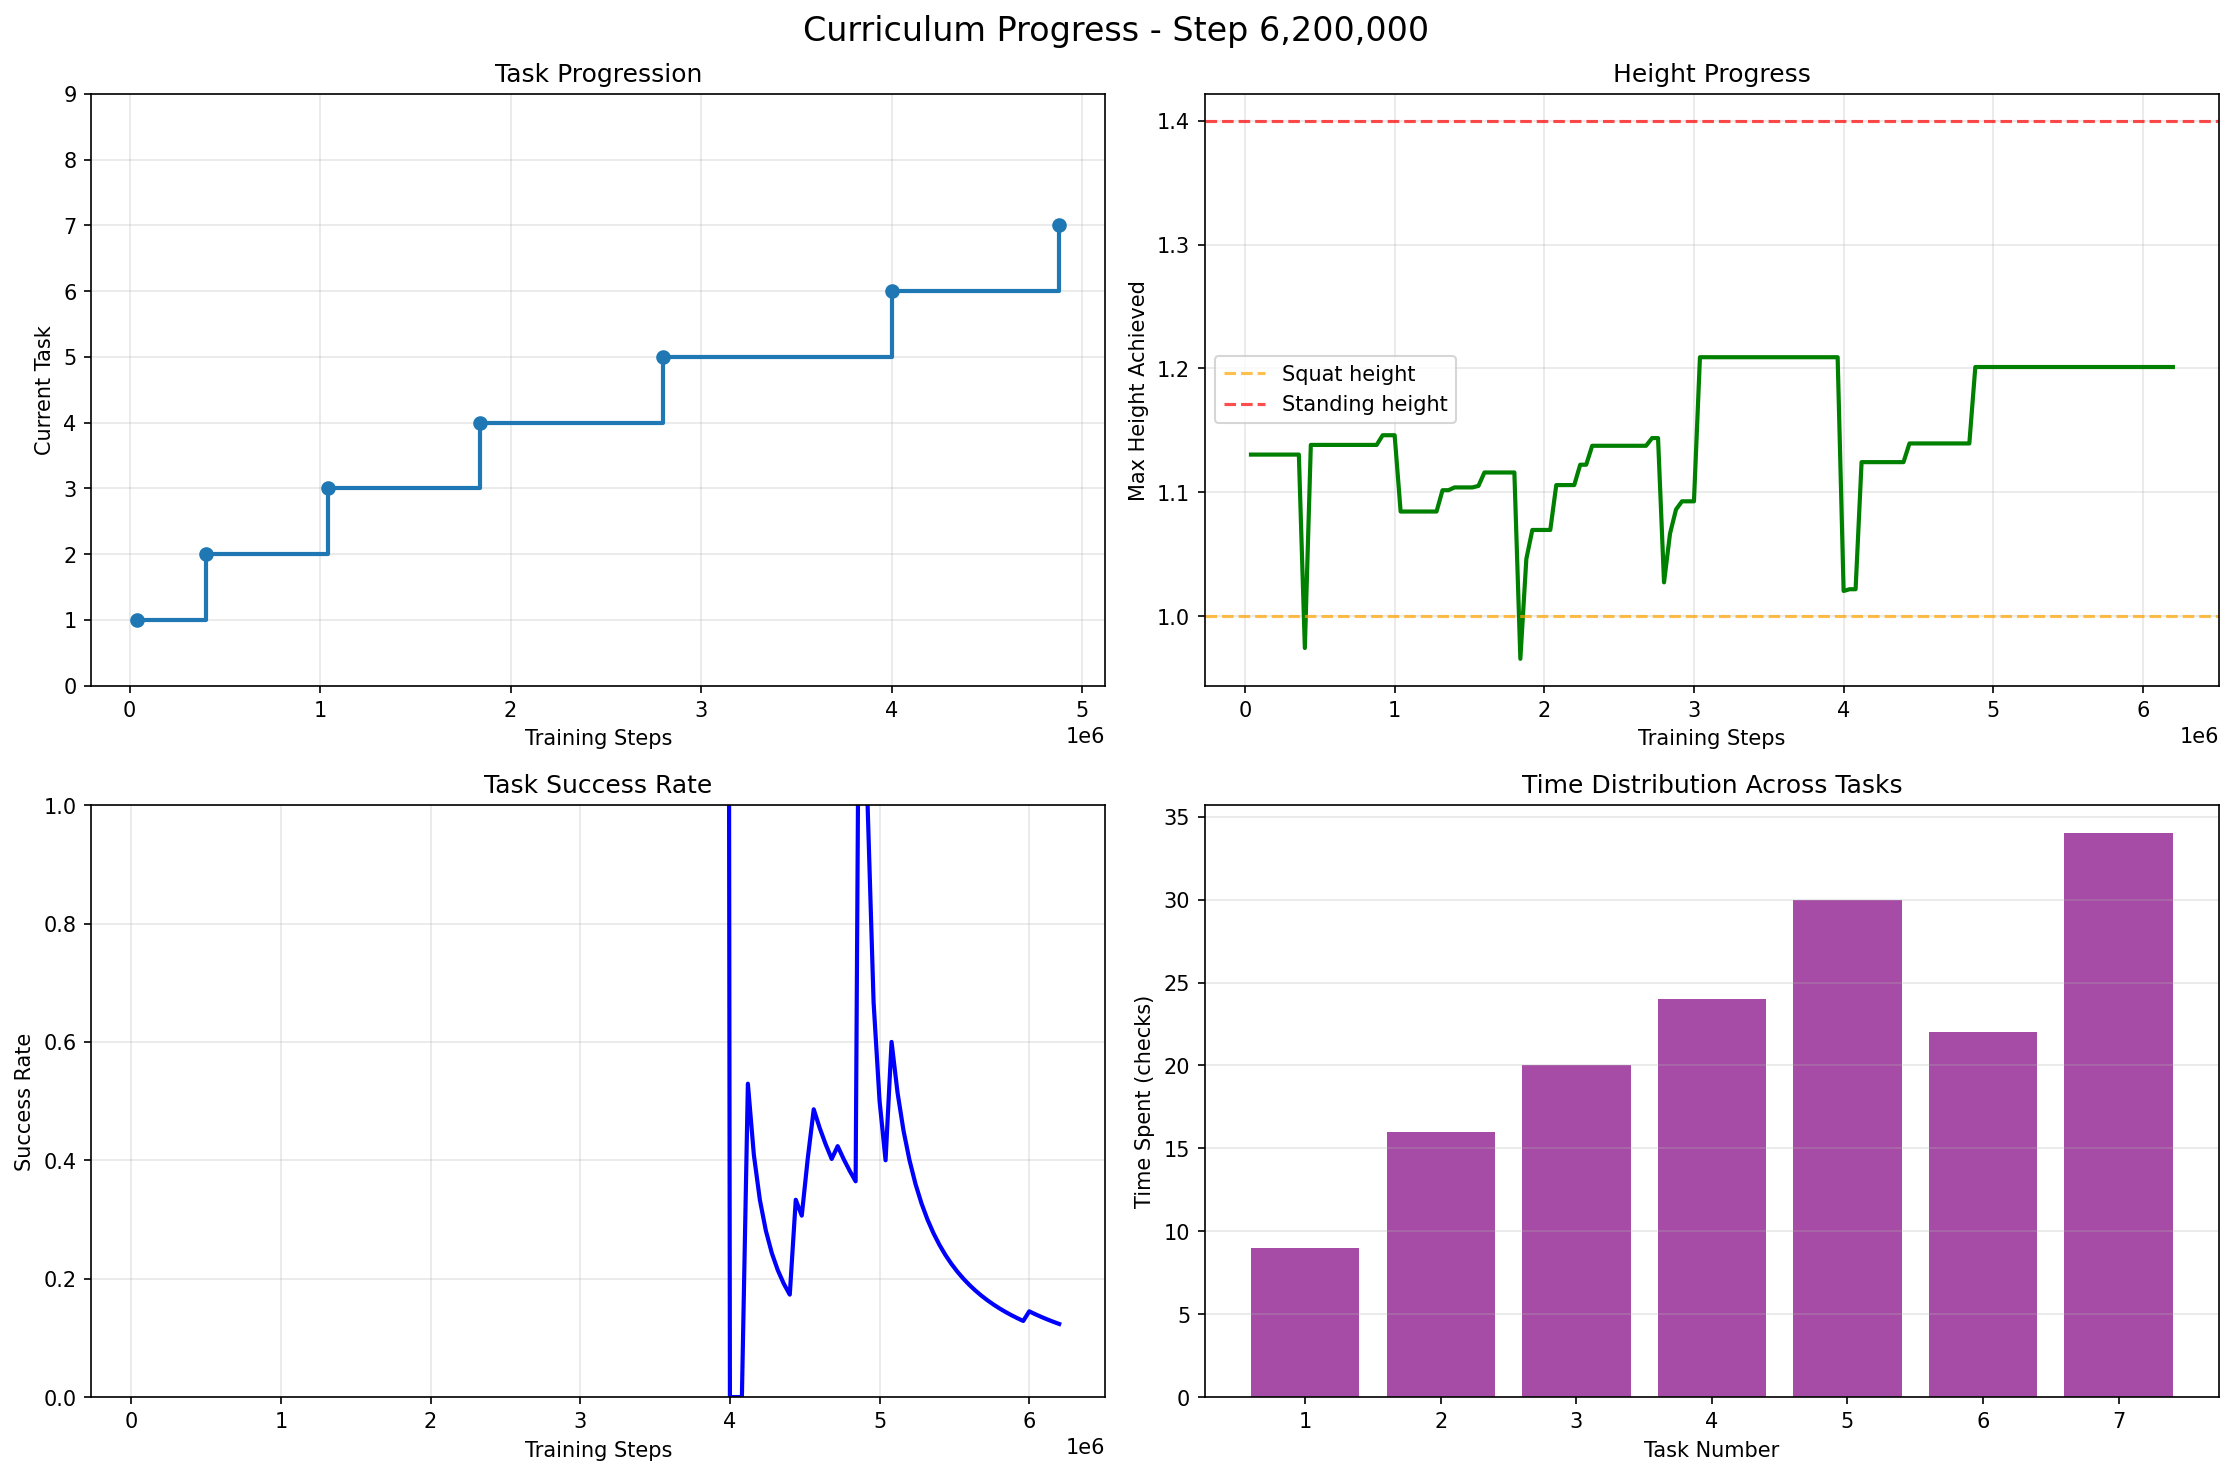 Curriculum Progress - Step 6,200,000
Task Progression
9
8
7
6
5
4
3
2
1
0
Current Task
0 1 2 3 4 5
1e6
Training Steps
Height Progress
1.4
1.3
1.2
1.1
1.0
Max Height Achieved
Squat height
Standing height
0 1 2 3 4 5 6
1e6
Training Steps
Task Success Rate
1.0
0.8
0.6
0.4
0.2
0.0
Success Rate
0 1 2 3 4 5 6
1e6
Training Steps
Time Distribution Across Tasks
35
30
25
20
15
10
5
0
Time Spent (checks)
1 2 3 4 5 6 7
Task Number